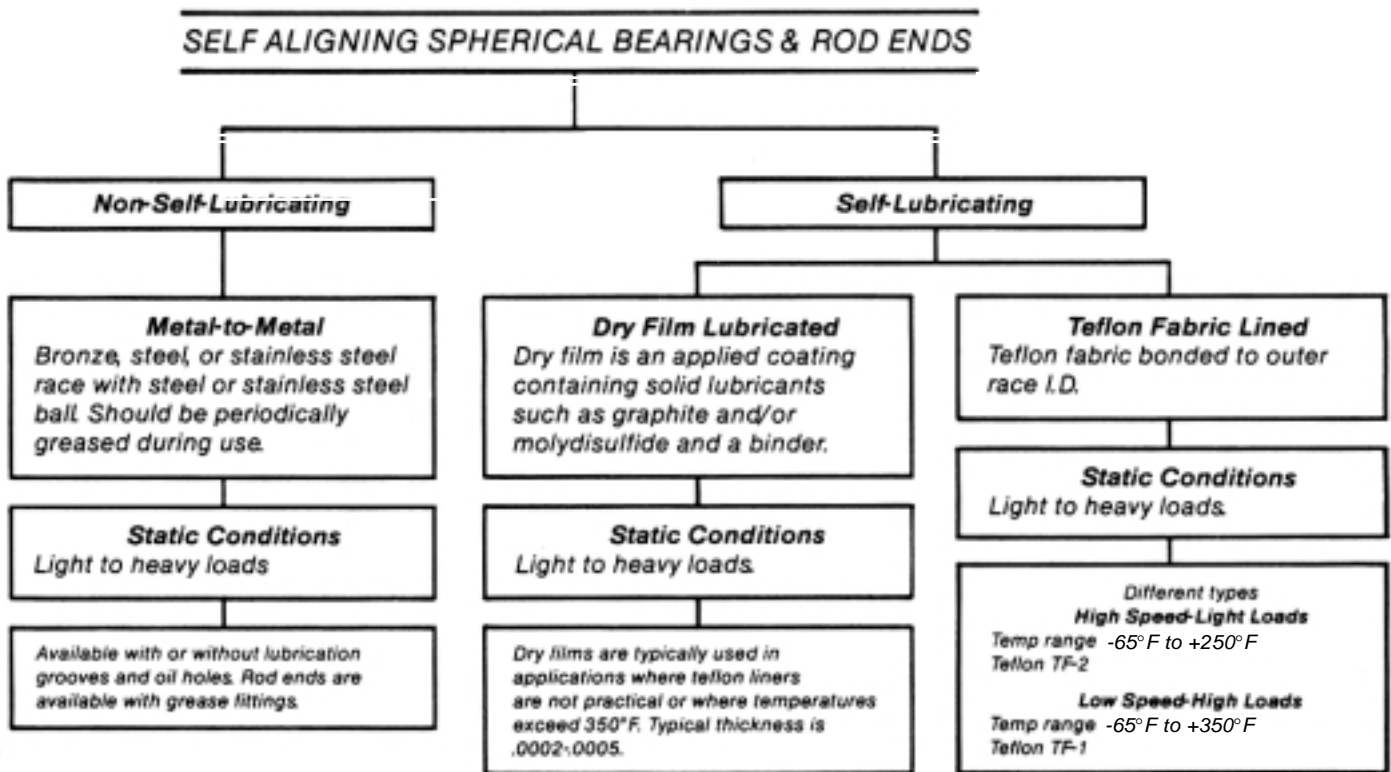 SELF ALIGNING SPHERICAL BEARINGS & ROD ENDS
Non-Self-Lubricating
Self-Lubricating
Metal-to-Metal
Bronze, steel, or stainless steel
race with steel or stainless steel
ball. Should be periodically
greased during use.
Static Conditions
Light to heavy loads
Available with or without lubrication
grooves and oil holes. Rod ends are
available with grease fittings.
Dry Film Lubricated
Dry film is an applied coating
containing solid lubricants
such as graphite and/or
molydisulfide and a binder.
Static Conditions
Light to heavy loads.
Dry films are typically used in
applications where teflon liners
are not practical or where temperatures
exceed 350°F. Typical thickness is
.0002-.0005.
Teflon Fabric Lined
Teflon fabric bonded to outer
race I.D.
Static Conditions
Light to heavy loads.
Different types
High Speed-Light Loads
Temp range -65°F to +250°F
Teflon TF-2
Low Speed-High Loads
Temp range -65°F to +350°F
Teflon TF-1